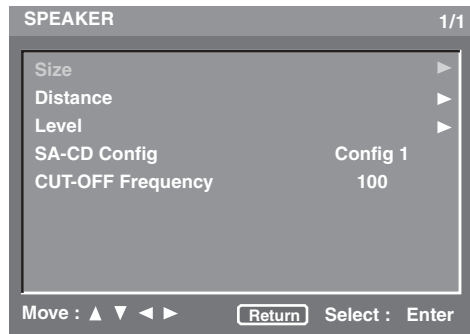 SPEAKER 1/1
Size ►
Distance ►
Level ►
SA-CD Config Config 1
CUT-OFF Frequency 100
Move : ▲ ▼ ◄ ► Return Select : Enter